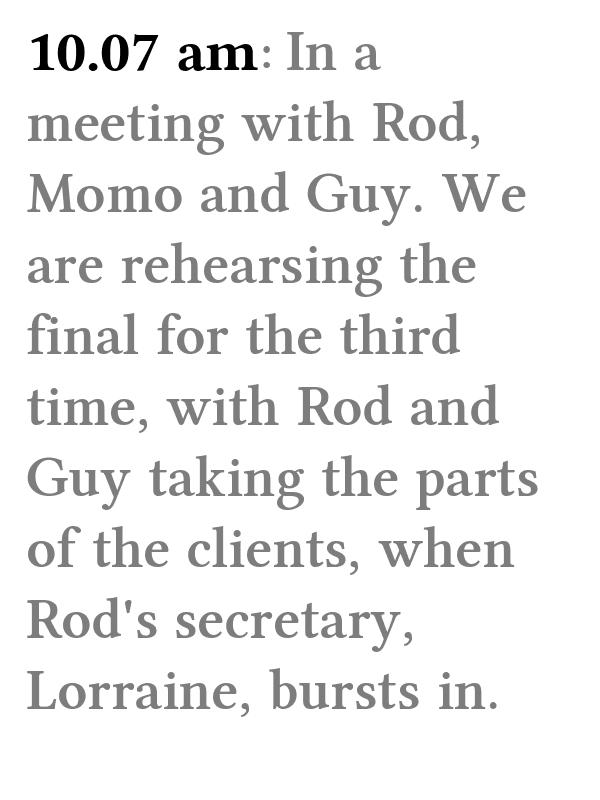 10.07 am: In a
meeting with Rod,
Momo and Guy. We
are rehearsing the
final for the third
time, with Rod and
Guy taking the parts
of the clients, when
Rod's secretary,
Lorraine, bursts in.